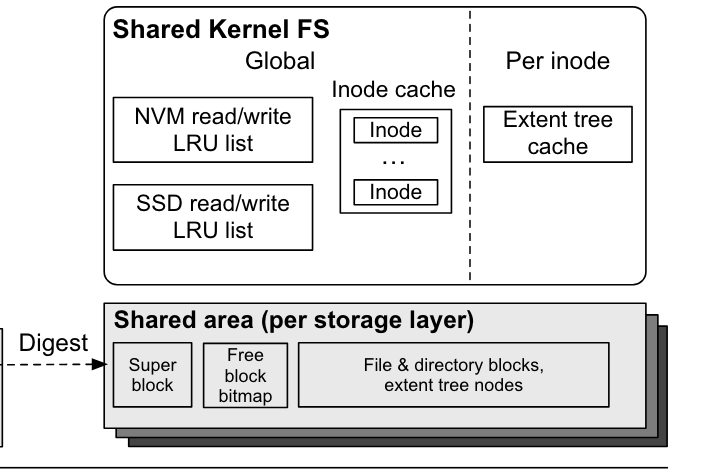 Shared Kernel FS
Global
Per inode
Inode cache
NVM read/write
LRU list
Inode
...
Inode
Extent tree
cache
SSD read/write
LRU list
Digest
Shared area (per storage layer)
Super
block
Free
block
bitmap
File & directory blocks,
extent tree nodes